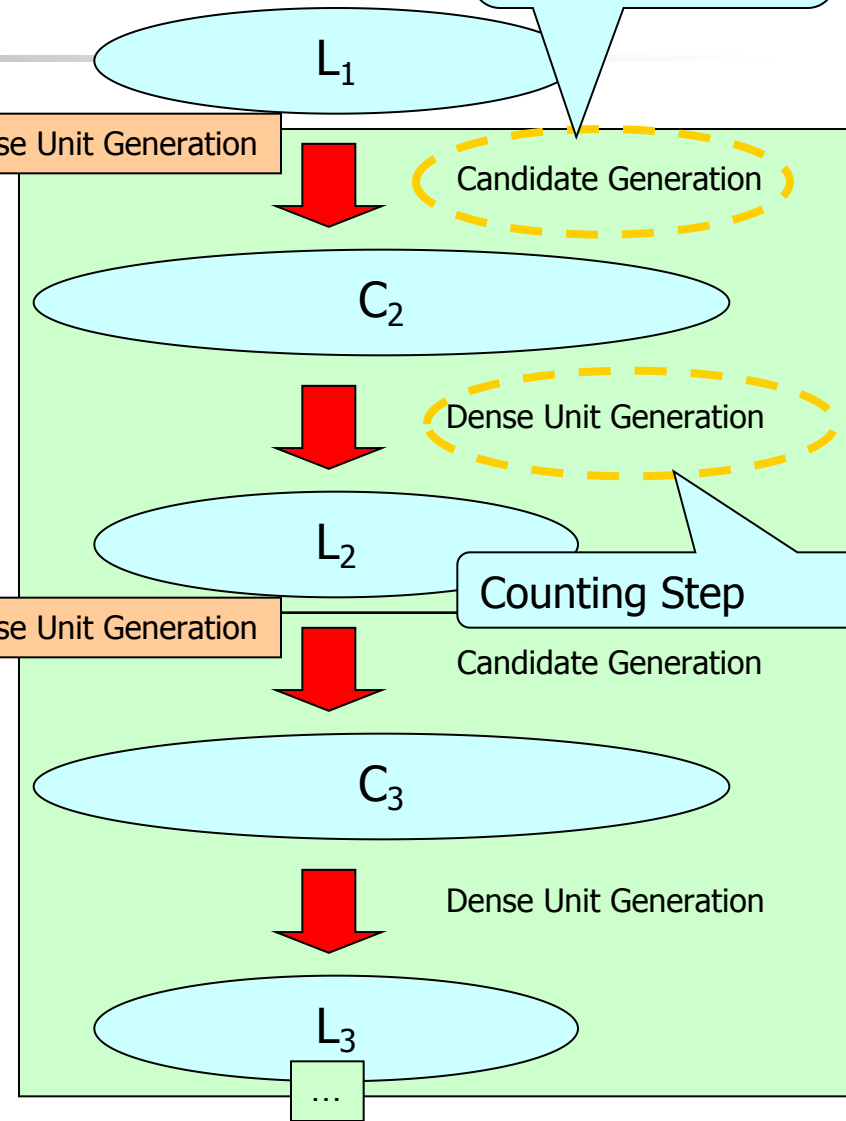 L₁
se Unit Generation
Candidate Generation
C₂
Dense Unit Generation
L₂
Counting Step
se Unit Generation
Candidate Generation
C₃
Dense Unit Generation
L₃
...